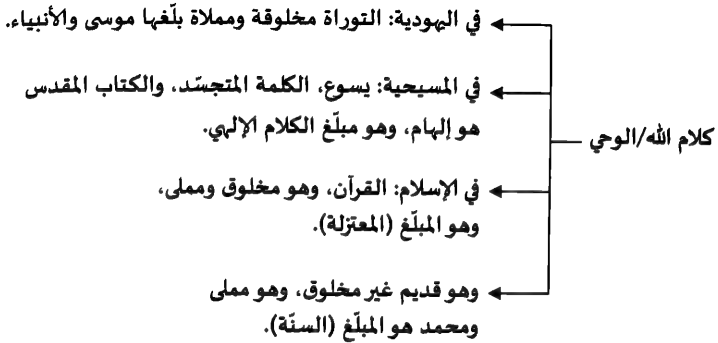 في اليهودية: التوراة مخلوقة ومملاة بلّغها موسى والأنبياء.
في المسيحية: يسوع، الكلمة المتجسّد، والكتاب المقدس
هو إلهام، وهو مبلّغ الكلام الإلهي.
كلام الله/الوحي
في الإسلام: القرآن، وهو مخلوق ومملى،
وهو المبلّغ (المعتزلة).
وهو قديم غير مخلوق، وهو مملى
ومحمد هو المبلّغ (السنّة).